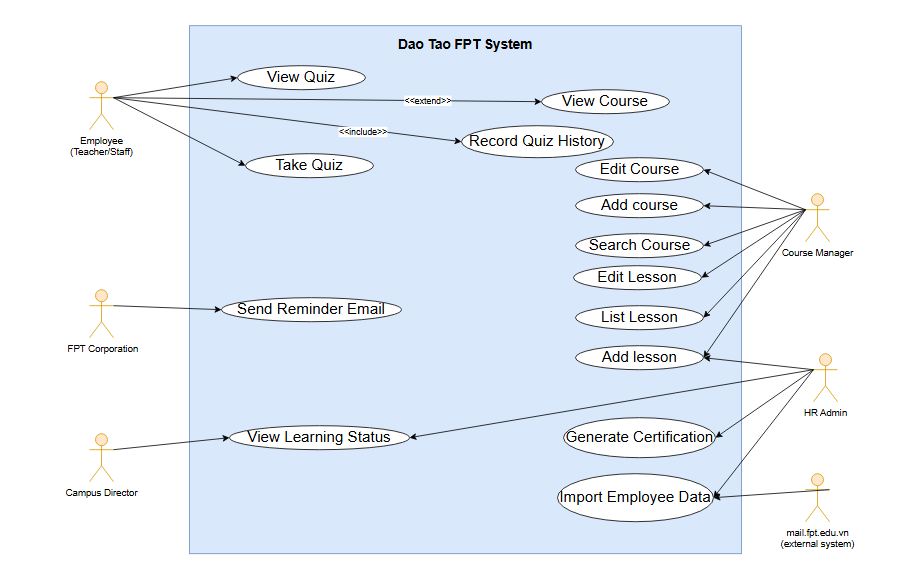 Dao Tao FPT System
View Quiz
<<extend>>
View Course
Employee
(Teacher/Staff)
<<include>>
Record Quiz History
Take Quiz
Edit Course
Add course
Search Course
Course Manager
Edit Lesson
Send Reminder Email
List Lesson
FPT Corporation
Add lesson
HR Admin
View Learning Status
Generate Certification
Campus Director
Import Employee Data
mail.fpt.edu.vn
(external system)